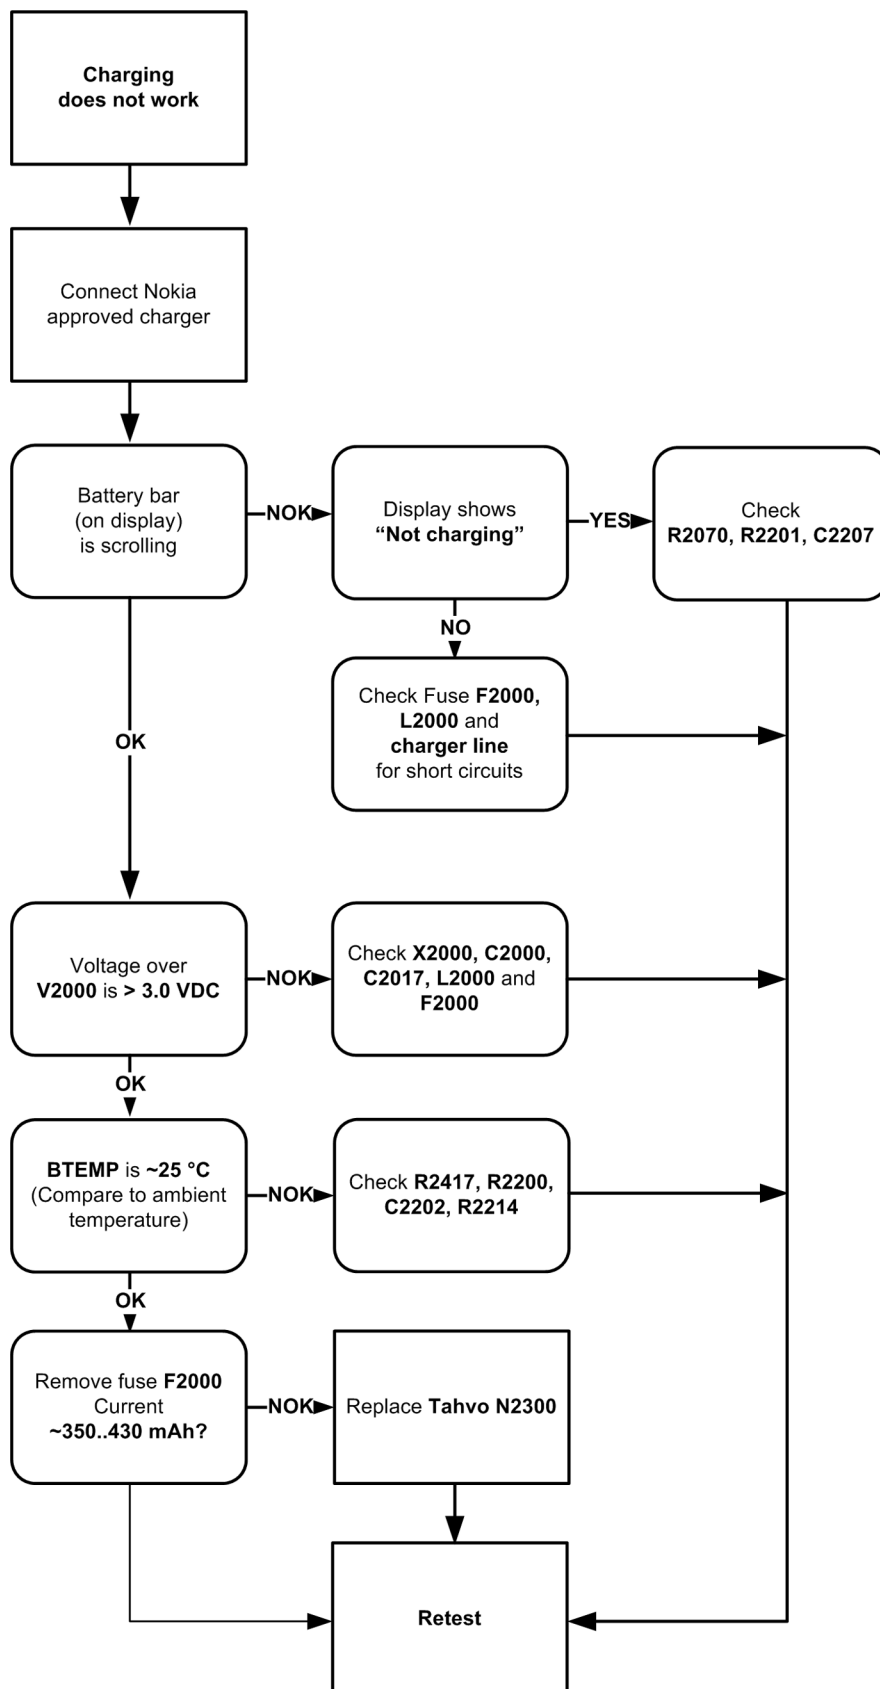 Charging
does not work
Connect Nokia
approved charger
Battery bar
(on display)
is scrolling
NOK
Display shows
“Not charging”
YES
Check
R2070, R2201, C2207
NO
Check Fuse F2000,
L2000 and
charger line
for short circuits
OK
Voltage over
V2000 is > 3.0 VDC
NOK
Check X2000, C2000,
C2017, L2000 and
F2000
OK
BTEMP is ~25 °C
(Compare to ambient
temperature)
NOK
Check R2417, R2200,
C2202, R2214
OK
Remove fuse F2000
Current
~350..430 mAh?
NOK
Replace Tahvo N2300
Retest